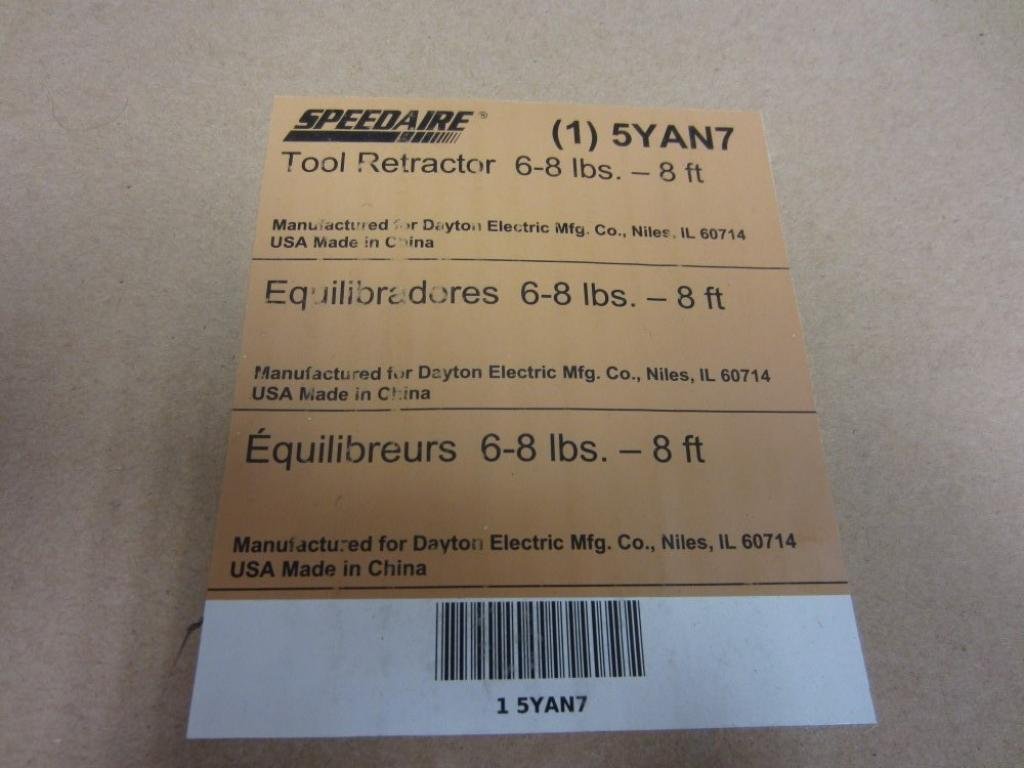 SPEEDAIRE®
(1) 5YAN7
Tool Retractor 6-8 lbs. – 8 ft
Manufactured for Dayton Electric Mfg. Co., Niles, IL 60714
USA Made in China
Equilibradores 6-8 lbs. – 8 ft
Manufactured for Dayton Electric Mfg. Co., Niles, IL 60714
USA Made in China
Équilibreurs 6-8 lbs. – 8 ft
Manufactured for Dayton Electric Mfg. Co., Niles, IL 60714
USA Made in China
1 5YAN7